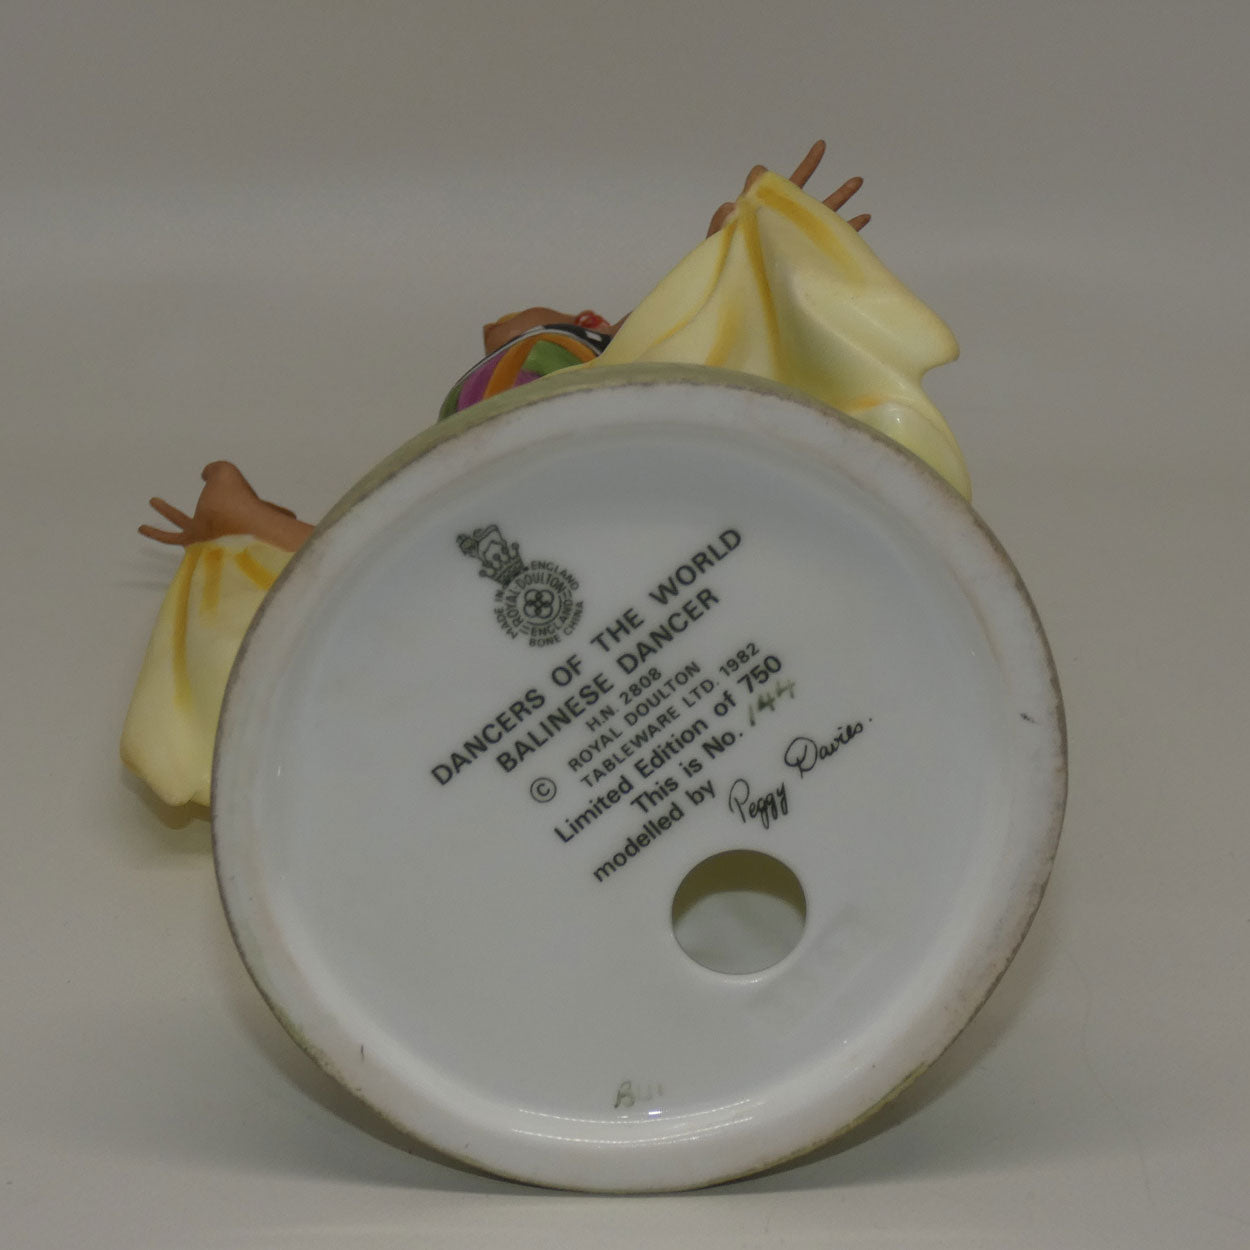 MADE IN ENGLAND
ROYAL DOULTON
ENGLAND
BONE CHINA
DANCERS OF THE WORLD
BALINESE DANCER
H.N. 2808
© ROYAL DOULTON
TABLEWARE LTD. 1982
Limited Edition of 750
This is No. 144
modelled by Peggy Davies.